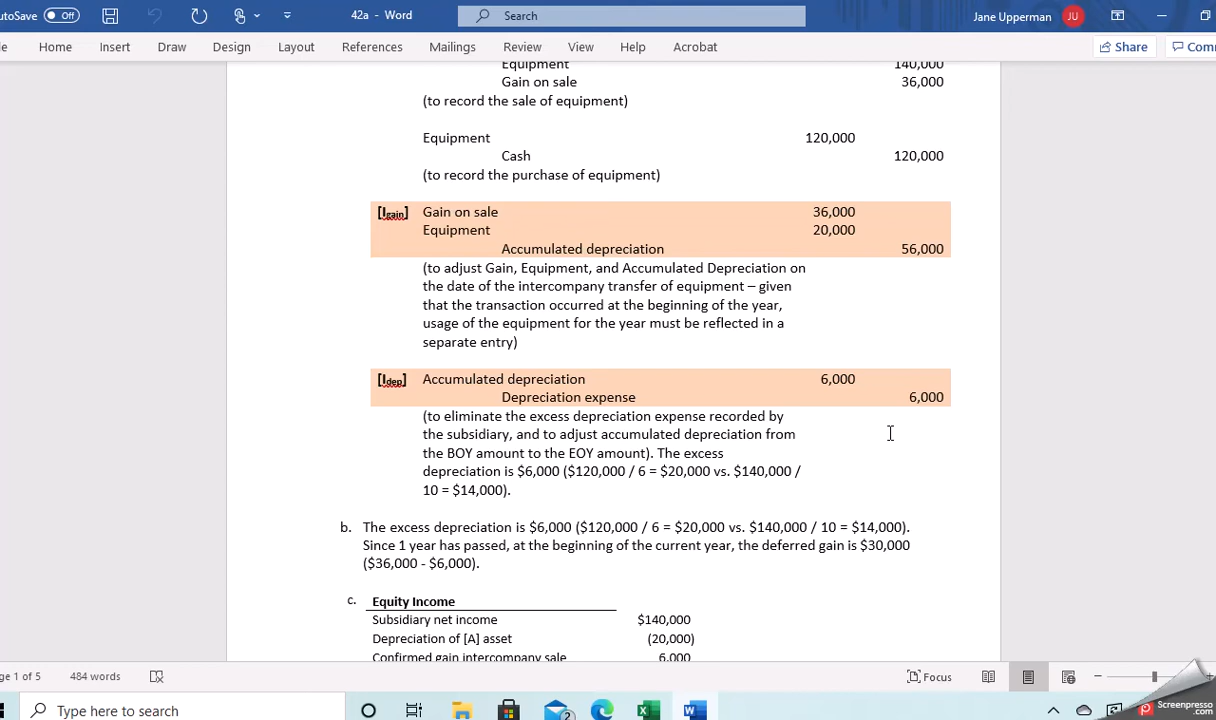 utoSave Off 42a - Word Search Jane Upperman JU
Home Insert Draw Design Layout References Mailings Review View Help Acrobat Share Com
Equipment 140,000
Gain on sale 36,000
(to record the sale of equipment)
Equipment 120,000
Cash 120,000
(to record the purchase of equipment)
[Igain] Gain on sale 36,000
Equipment 20,000
Accumulated depreciation 56,000
(to adjust Gain, Equipment, and Accumulated Depreciation on
the date of the intercompany transfer of equipment – given
that the transaction occurred at the beginning of the year,
usage of the equipment for the year must be reflected in a
separate entry)
[Idep] Accumulated depreciation 6,000
Depreciation expense 6,000
(to eliminate the excess depreciation expense recorded by
the subsidiary, and to adjust accumulated depreciation from
the BOY amount to the EOY amount). The excess
depreciation is $6,000 ($120,000 / 6 = $20,000 vs. $140,000 /
10 = $14,000).
b. The excess depreciation is $6,000 ($120,000 / 6 = $20,000 vs. $140,000 / 10 = $14,000).
Since 1 year has passed, at the beginning of the current year, the deferred gain is $30,000
($36,000 - $6,000).
c. Equity Income
Subsidiary net income $140,000
Depreciation of [A] asset (20,000)
Confirmed gain intercompany sale 6,000
age 1 of 5 484 words Focus
Type here to search 2
Screenpresso
.com